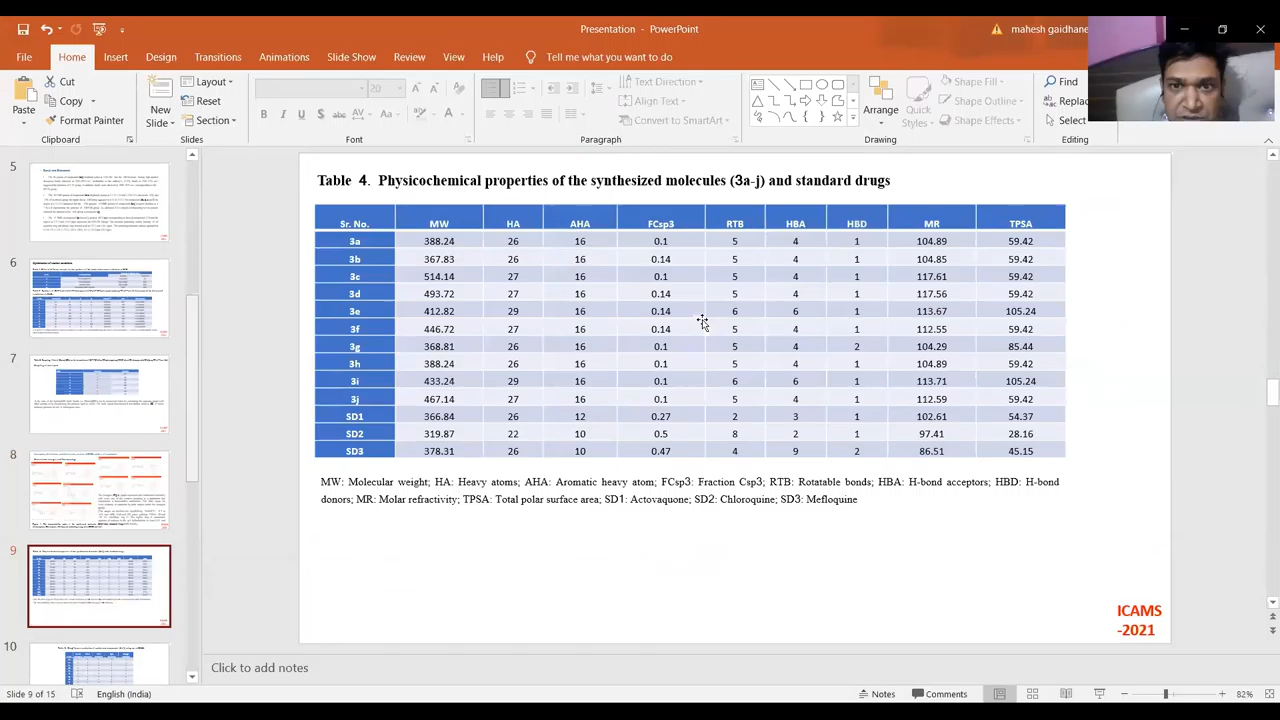 Presentation - PowerPoint
mahesh gaidhane
File Home Insert Design Transitions Animations Slide Show Review View Help Tell me what you want to do
Paste
Cut
Copy
Format Painter
Clipboard
New Slide
Layout
Reset
Section
Slides
20
B I U S abc AV Aa A
Font
Text Direction
Align Text
Convert to SmartArt
Paragraph
Arrange
Quick Styles
Shape Fill
Shape Outline
Shape Effects
Drawing
Find
Select
Editing
5
6
7
8
9
10
Table 4. Physicochemical properties of the synthesized molecules (3a-j) and standard drugs
Sr. No. MW HA AHA FCsp3 RTB HBA HBD MR TPSA
3a 388.24 26 16 0.1 5 4 1 104.89 59.42
3b 367.83 26 16 0.14 5 4 1 104.85 59.42
3c 514.14 28 16 0.1 5 4 1 117.61 59.42
3d 493.72 27 16 0.14 5 4 1 117.56 59.42
3e 412.82 29 16 0.14 6 1 113.67 105.24
3f 446.72 27 16 0.14 5 4 1 112.55 59.42
3g 368.81 26 16 0.1 5 4 2 104.29 85.44
3h 388.24 26 16 0.1 5 4 1 104.89 59.42
3i 433.24 29 16 0.1 6 6 1 113.71 105.24
3j 467.14 27 16 0.1 5 4 1 112.59 59.42
SD1 366.84 26 12 0.27 2 3 1 102.61 54.37
SD2 319.87 22 10 0.5 8 2 1 97.41 28.16
SD3 378.31 26 10 0.47 4 9 2 86.55 45.15
MW: Molecular weight; HA: Heavy atoms; AHA: Aromatic heavy atom; FCsp3: Fraction Csp3; RTB: Rotatable bonds; HBA: H-bond acceptors; HBD: H-bond
donors; MR: Molar refractivity; TPSA: Total polar surface area; SD1: Actovaquone; SD2: Chloroquine; SD3: Mefloquine
ICAMS
-2021
Click to add notes
Slide 9 of 15 English (India) Notes Comments 82%